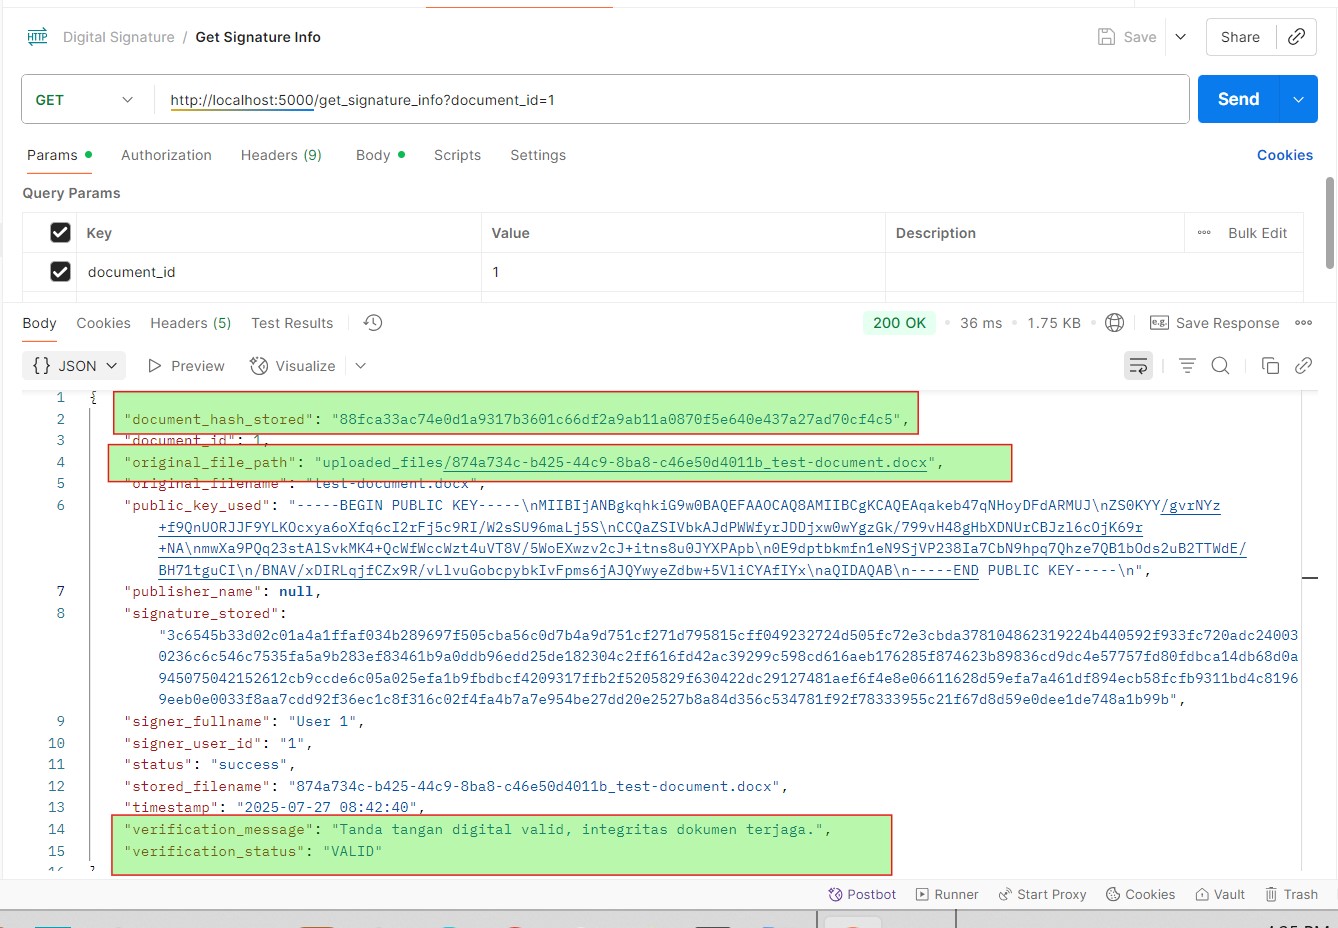 HTTP Digital Signature / Get Signature Info Save Share
GET http://localhost:5000/get_signature_info?document_id=1 Send
Params Authorization Headers (9) Body Scripts Settings Cookies
Query Params
Key Value Description Bulk Edit
document_id 1
Body Cookies Headers (5) Test Results 200 OK 36 ms 1.75 KB e.g. Save Response
{} JSON Preview Visualize
1 {
2 "document_hash_stored": "88fca33ac74e0d1a9317b3601c66df2a9ab11a0870f5e640e437a27ad70cf4c5",
3 "document_id": 1,
4 "original_file_path": "uploaded_files/874a734c-b425-44c9-8ba8-c46e50d4011b_test-document.docx",
5 "original_filename": "test-document.docx",
6 "public_key_used": "-----BEGIN PUBLIC KEY-----\nMIIBIjANBgkqhkiG9w0BAQEFAAOCAQ8AMIIBCgKCAQEAqakeb47qNHoyDFdARMUJ\nZS0KYY/gvrNYz
+f9QnUORJJF9YLKOcxya6oXfq6cI2rFj5c9RI/W2sSU96maLj5S\nCCQaZSIVbkAJdPWWfyrJDDjxw0wYgzGk/799vH48gHbXDNUrCBJzl6cOjK69r
+NA\nmwXa9PQq23stAlSvkMK4+QcWfWccWzt4uVT8V/5WoEXwzv2cJ+itns8u0JYXPApb\n0E9dptbkmfn1eN9SjVP238Ia7CbN9hpq7Qhze7QB1bOds2uB2TTWdE/
BH71tguCI\n/BNAV/xDIRLqjfCZx9R/vLlvuGobcpybkIvFpms6jAJQYwyeZdbw+5VliCYAfIYx\naQIDAQAB\n-----END PUBLIC KEY-----\n",
7 "publisher_name": null,
8 "signature_stored":
"3c6545b33d02c01a4a1ffaf034b289697f505cba56c0d7b4a9d751cf271d795815cff049232724d505fc72e3cbda378104862319224b440592f933fc720adc24003
0236c6c546c7535fa5a9b283ef83461b9a0ddb96edd25de182304c2ff616fd42ac39299c598cd616aeb176285f874623b89836cd9dc4e57757fd80fdbca14db68d0a
945075042152612cb9ccde6c05a025efa1b9fbdbcf4209317ffb2f5205829f630422dc29127481aef6f4e8e06611628d59efa7a461df894ecb58fcfb9311bd4c8196
9eeb0e0033f8aa7cdd92f36ec1c8f316c02f4fa4b7a7e954be27dd20e2527b8a84d356c534781f92f78333955c21f67d8d59e0dee1de748a1b99b",
9 "signer_fullname": "User 1",
10 "signer_user_id": "1",
11 "status": "success",
12 "stored_filename": "874a734c-b425-44c9-8ba8-c46e50d4011b_test-document.docx",
13 "timestamp": "2025-07-27 08:42:40",
14 "verification_message": "Tanda tangan digital valid, integritas dokumen terjaga.",
15 "verification_status": "VALID"
Postbot Runner Start Proxy Cookies Vault Trash